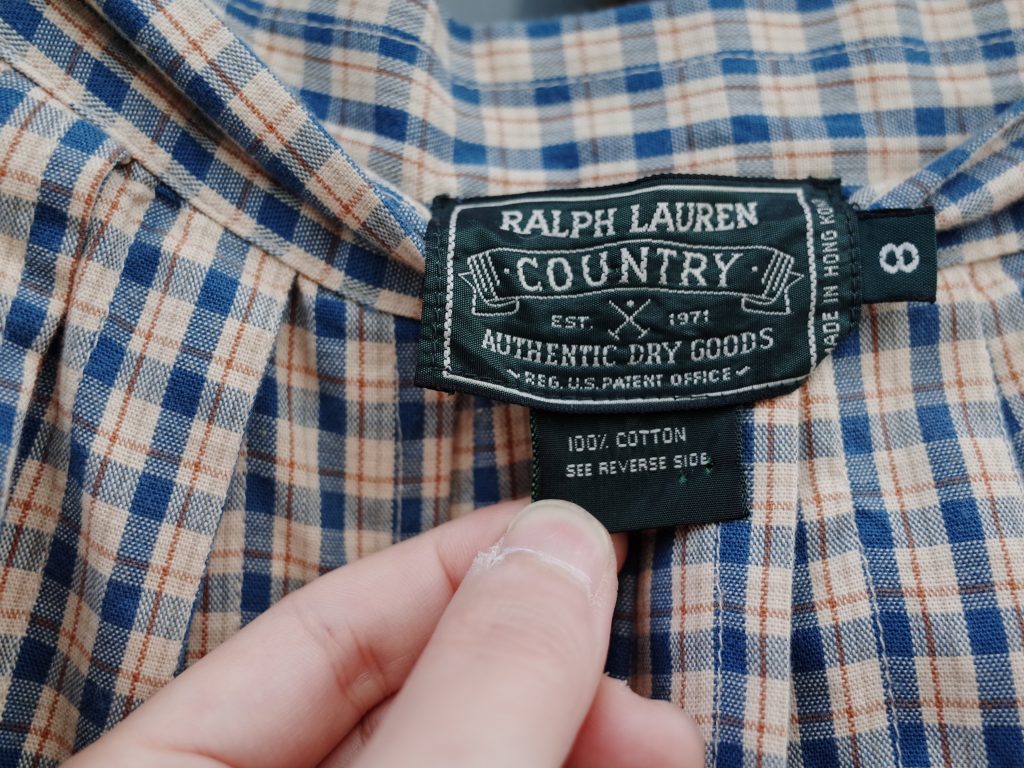 RALPH LAUREN
COUNTRY
EST. 1971
AUTHENTIC DRY GOODS
REG. U.S. PATENT OFFICE
MADE IN HONG
8
100% COTTON
SEE REVERSE SIDE